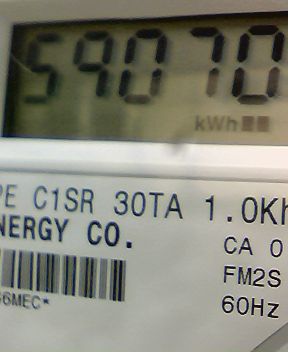 59070
kWh
PE C1SR 30TA 1.0Kh
NERGY CO.
CA 0
FM2S
60Hz
6MEC*